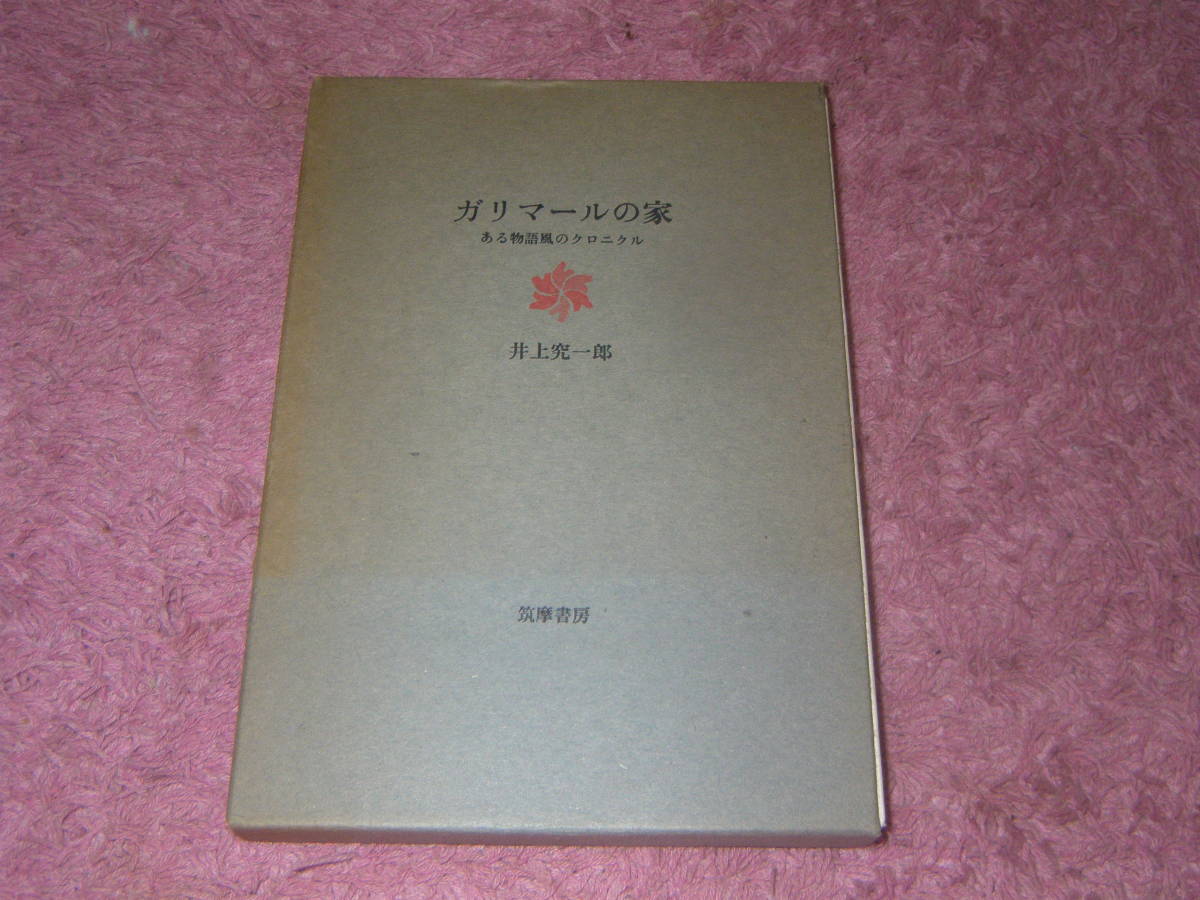 ガリマールの家
ある物語風のクロニクル
井上究一郎
筑摩書房